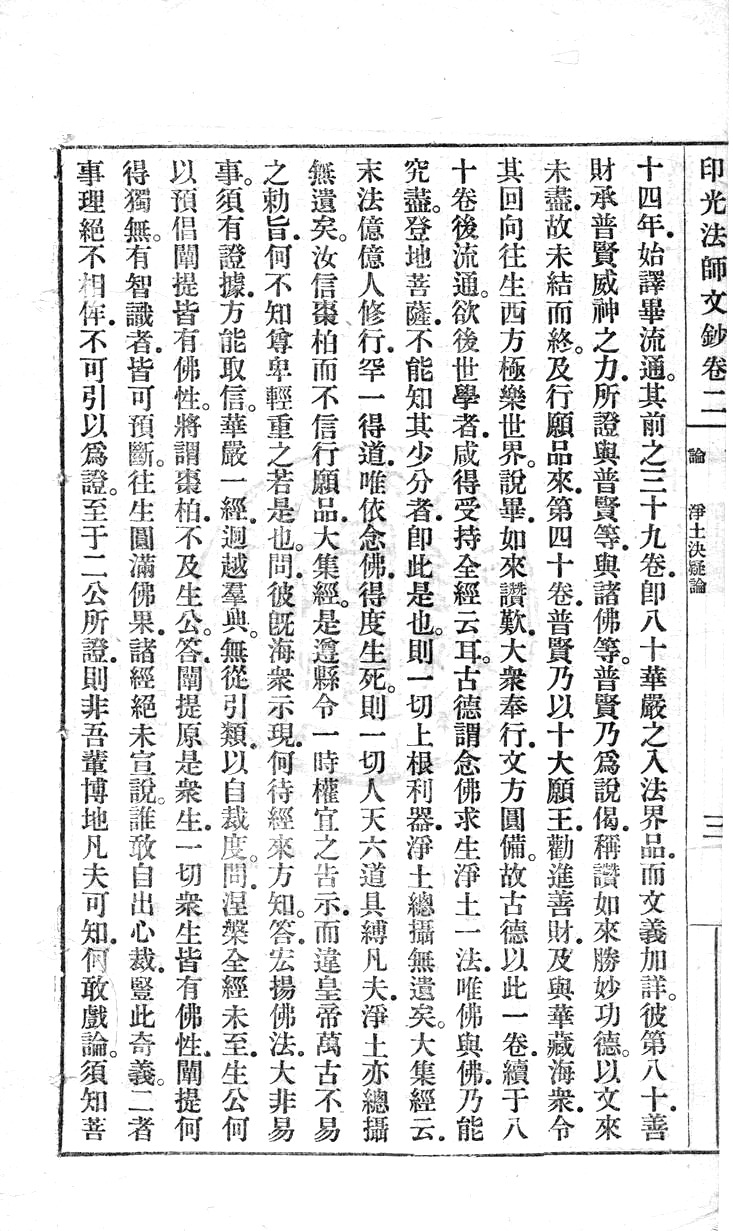 印光法師文鈔卷二　論　淨土決疑論　三
十四年.始譯畢流通。其前之三十九卷.卽八十華嚴之入法界品.而文義加詳。彼第八十.善
財承普賢威神之力.所證與普賢等.與諸佛等。普賢乃爲說偈.稱讚如來勝妙功德。以文來
未盡.故未結而終。及行願品來.第四十卷.普賢乃以十大願王.勸進善財.及與華藏海衆.令
其回向往生西方極樂世界。說畢.如來讚歎.大衆奉行.文方圓備。故古德以此一卷.續于八
十卷後流通。欲後世學者.咸得受持全經云耳。古德謂念佛求生淨土一法.唯佛與佛.乃能
究盡。登地菩薩.不能知其少分者.卽此是也。則一切上根利器.淨土總攝無遺矣。大集經云.
末法億億人修行.罕一得道.唯依念佛.得度生死。則一切人天六道具縛凡夫.淨土亦總攝
無遺矣。汝信棗柏而不信行願品.大集經。是遵縣令一時權宜之告示.而違皇帝萬古不易
之勅旨.何不知尊卑輕重之若是也。問.彼旣海衆示現.何待經來方知。答.宏揚佛法.大非易
事。須有證據.方能取信。華嚴一經.迥越羣典。無從引類.以自裁度。問.涅槃全經未至.生公何
以預倡闡提皆有佛性。將謂棗柏.不及生公。答.闡提原是衆生.一切衆生皆有佛性.闡提何
得獨無。有智識者.皆可預斷。往生圓滿佛果.諸經絕未宣說。誰敢自出心裁.豎此奇義。二者
事理絕不相侔.不可引以爲證。至于二公所證.則非吾輩博地凡夫可知.何敢戲論。須知菩